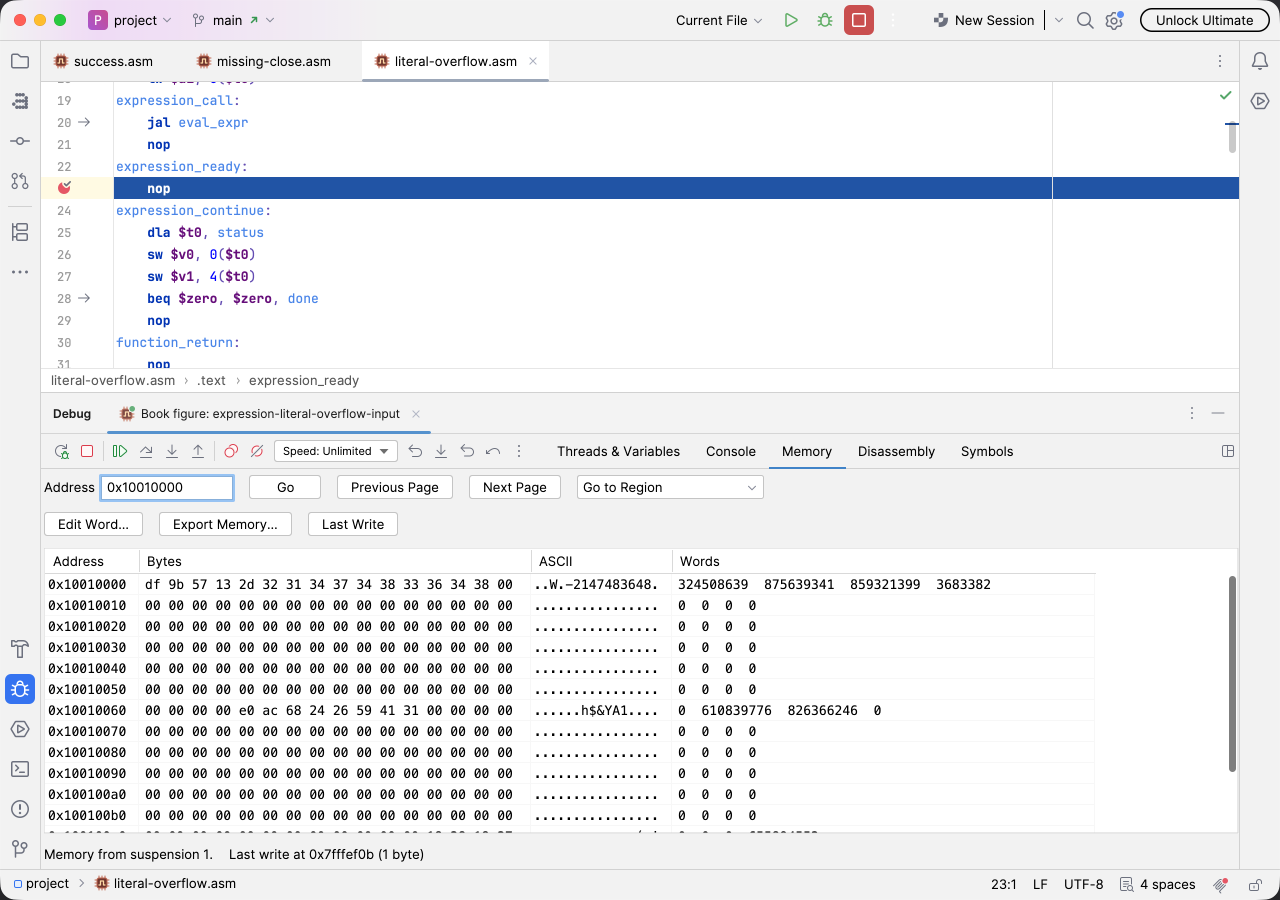 P project main Current File New Session Unlock Ultimate
success.asm missing-close.asm literal-overflow.asm
19 expression_call:
20 jal eval_expr
21 nop
22 expression_ready:
nop
24 expression_continue:
25 dla $t0, status
26 sw $v0, 0($t0)
27 sw $v1, 4($t0)
28 beq $zero, $zero, done
29 nop
30 function_return:
31 nop
literal-overflow.asm › .text › expression_ready
Debug Book figure: expression-literal-overflow-input
Speed: Unlimited Threads & Variables Console Memory Disassembly Symbols
Address 0x10010000 Go Previous Page Next Page Go to Region
Edit Word... Export Memory... Last Write
Address Bytes ASCII Words
0x10010000 df 9b 57 13 2d 32 31 34 37 34 38 33 36 34 38 00 ..W.-2147483648. 324508639 875639341 859321399 3683382
0x10010010 00 00 00 00 00 00 00 00 00 00 00 00 00 00 00 00 ................ 0 0 0 0
0x10010020 00 00 00 00 00 00 00 00 00 00 00 00 00 00 00 00 ................ 0 0 0 0
0x10010030 00 00 00 00 00 00 00 00 00 00 00 00 00 00 00 00 ................ 0 0 0 0
0x10010040 00 00 00 00 00 00 00 00 00 00 00 00 00 00 00 00 ................ 0 0 0 0
0x10010050 00 00 00 00 00 00 00 00 00 00 00 00 00 00 00 00 ................ 0 0 0 0
0x10010060 00 00 00 00 e0 ac 68 24 26 59 41 31 00 00 00 00 ......h$&YA1.... 0 610839776 826366246 0
0x10010070 00 00 00 00 00 00 00 00 00 00 00 00 00 00 00 00 ................ 0 0 0 0
0x10010080 00 00 00 00 00 00 00 00 00 00 00 00 00 00 00 00 ................ 0 0 0 0
0x10010090 00 00 00 00 00 00 00 00 00 00 00 00 00 00 00 00 ................ 0 0 0 0
0x100100a0 00 00 00 00 00 00 00 00 00 00 00 00 00 00 00 00 ................ 0 0 0 0
0x100100b0 00 00 00 00 00 00 00 00 00 00 00 00 00 00 00 00 ................ 0 0 0 0
Memory from suspension 1. Last write at 0x7fffef0b (1 byte)
project › literal-overflow.asm 23:1 LF UTF-8 4 spaces